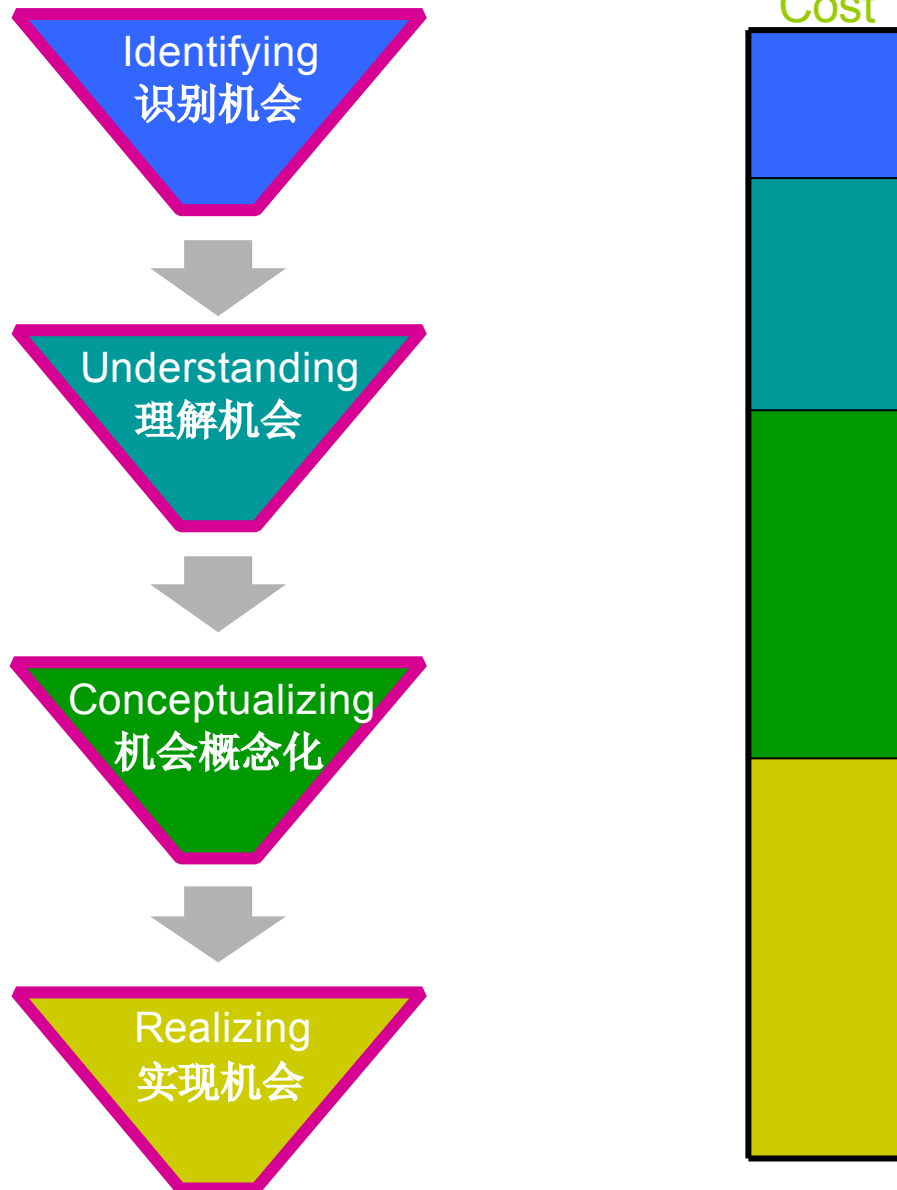 Cost
Identifying
识别机会
Understanding
理解机会
Conceptualizing
机会概念化
Realizing
实现机会